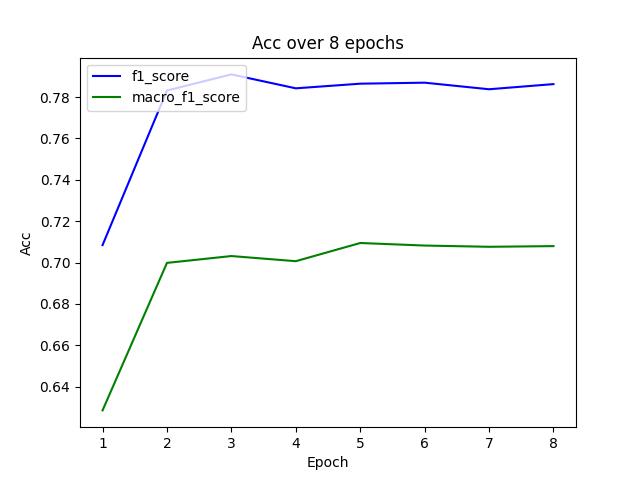 Acc over 8 epochs
f1_score
macro_f1_score
0.78
0.76
0.74
0.72
0.70
0.68
0.66
0.64
Acc
1 2 3 4 5 6 7 8
Epoch